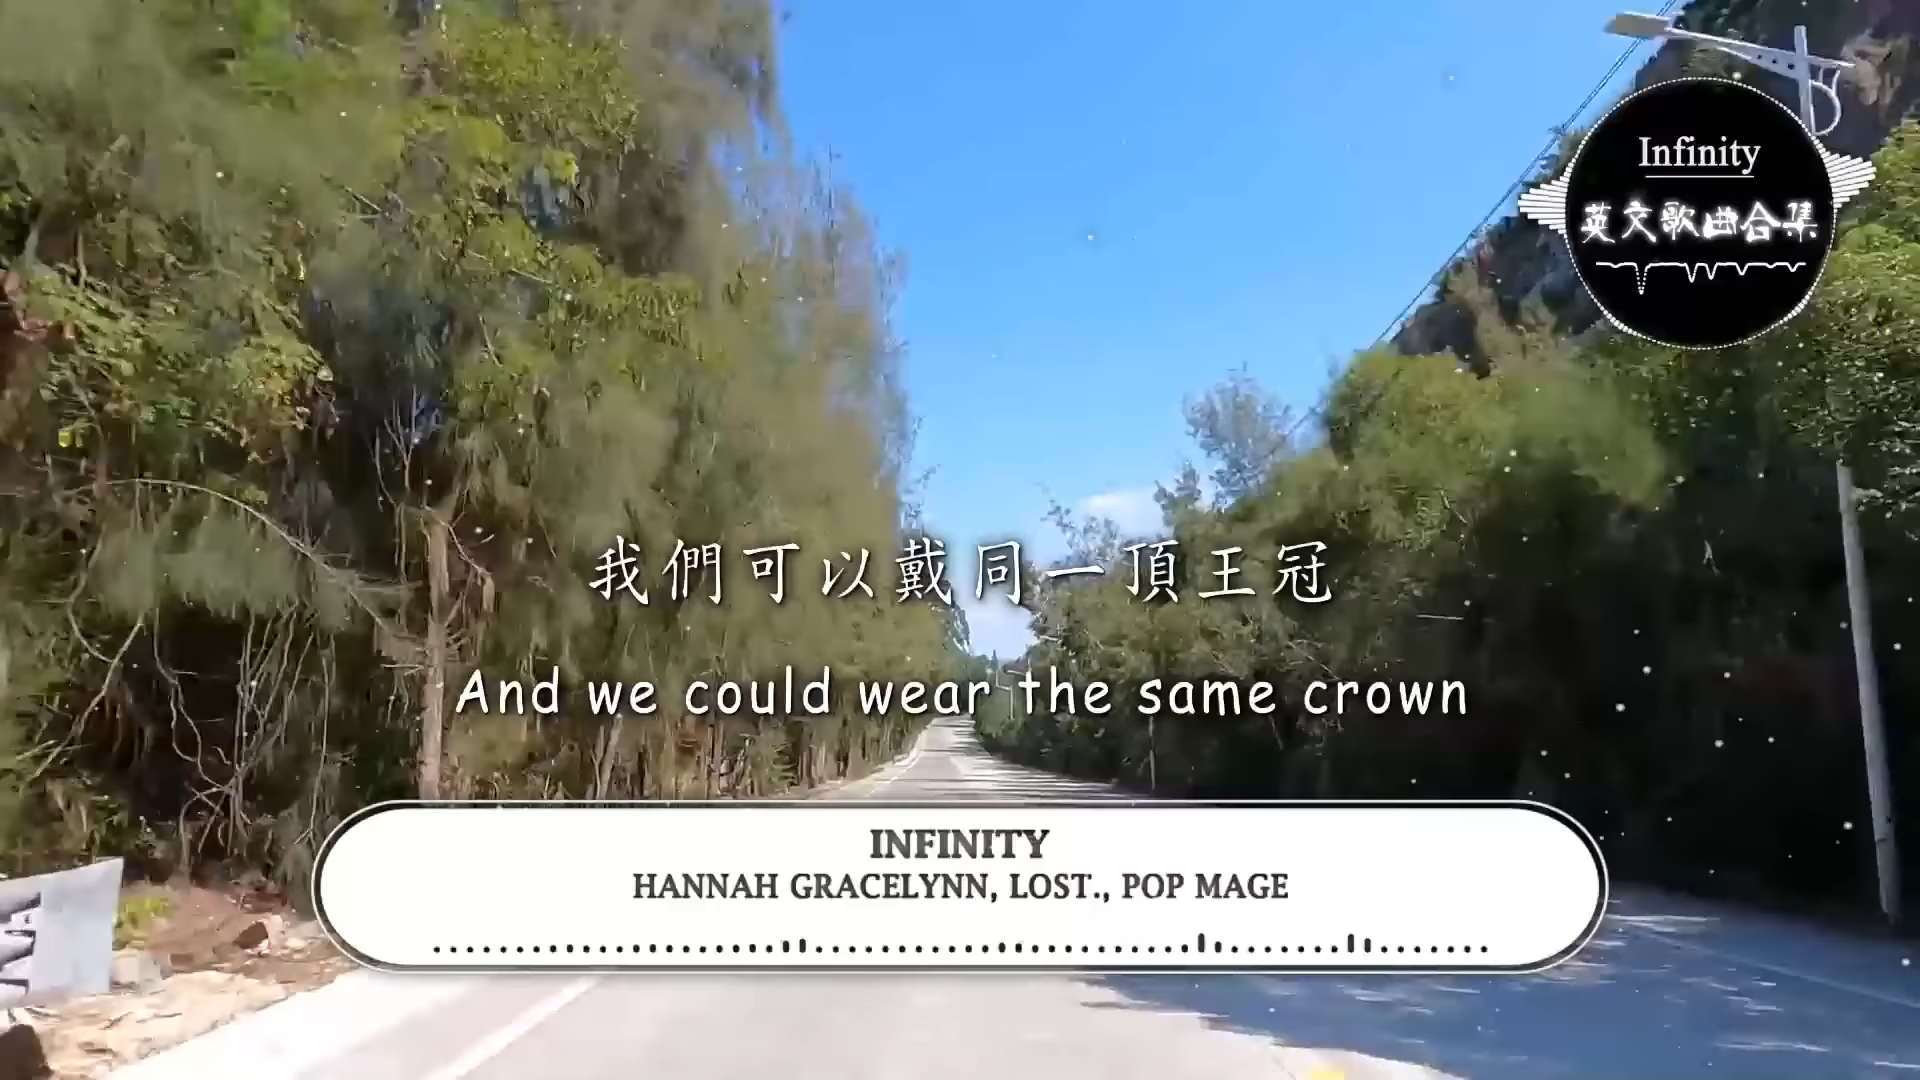 Infinity
英文歌曲合集
我們可以戴同一頂王冠
And we could wear the same crown
INFINITY
HANNAH GRACELYNN, LOST., POP MAGE